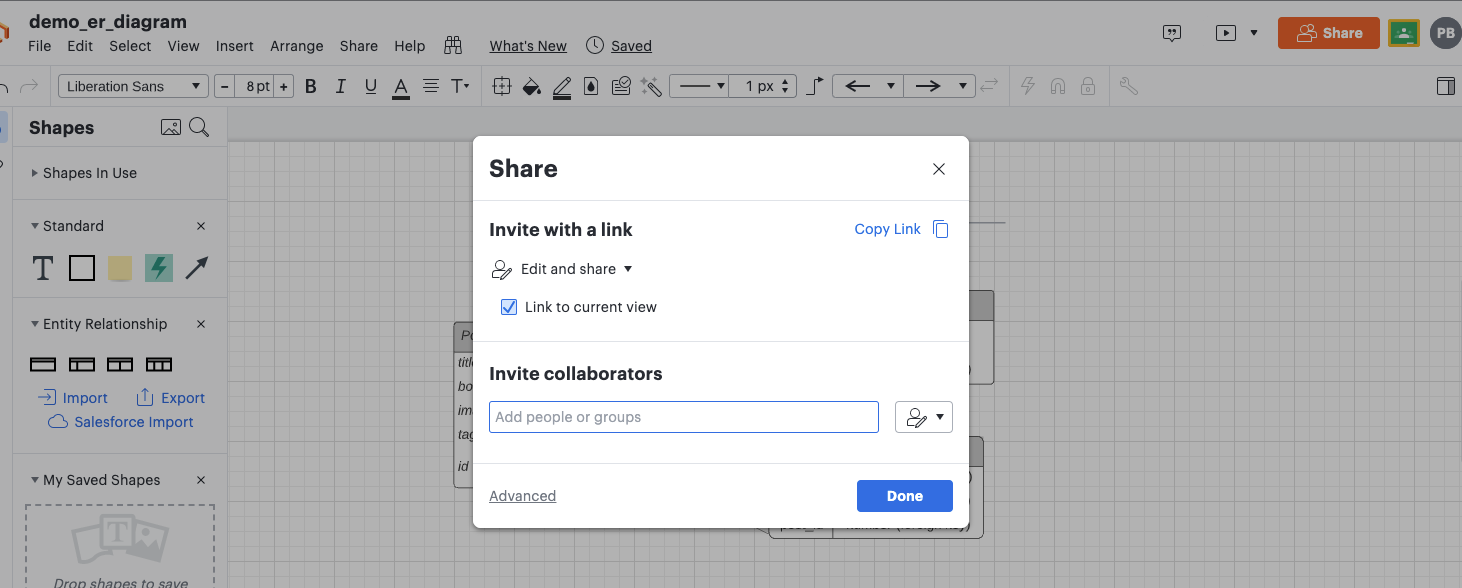 demo_er_diagram
File Edit Select View Insert Arrange Share Help What's New Saved
Share
PB
Liberation Sans - 8 pt + B I U A T 1 px
Shapes
Shapes In Use
Standard
T
Entity Relationship
Import Export
Salesforce Import
My Saved Shapes
T
Drop shapes to save
Share
Invite with a link Copy Link
Edit and share
Link to current view
Invite collaborators
Add people or groups
Advanced Done
id